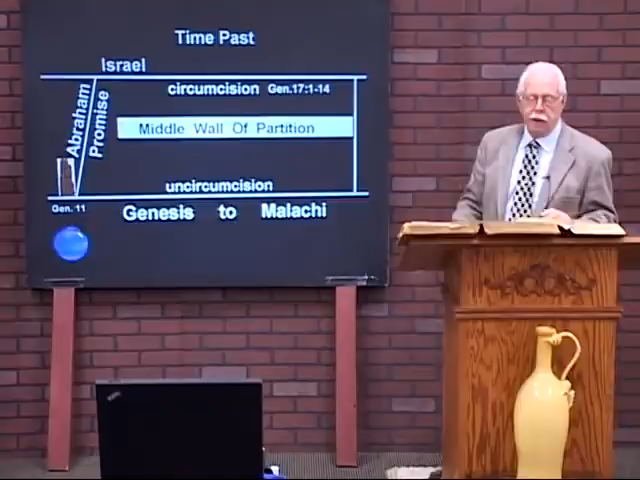 Time Past
Israel
circumcision Gen.17:1-14
Abraham
Promise
Middle Wall Of Partition
uncircumcision
Gen. 11
Genesis to Malachi